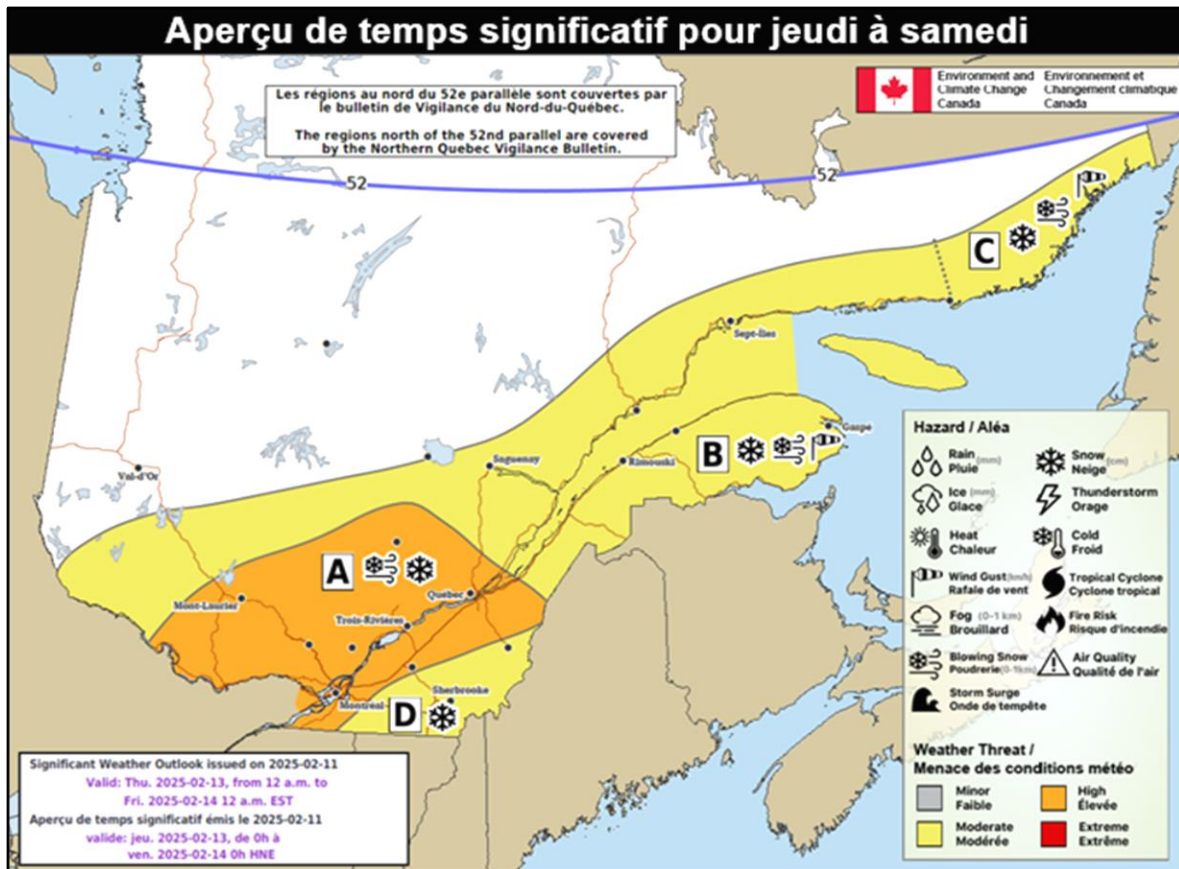 Aperçu de temps significatif pour jeudi à samedi
Les régions au nord du 52e parallèle sont couvertes par
le bulletin de Vigilance du Nord-du-Québec.
The regions north of the 52nd parallel are covered
by the Northern Quebec Vigilance Bulletin.
Environment and
Climate Change
Canada
Environnement et
Changement climatique
Canada
52
52
C
Sept-Îles
B
Gaspé
Rimouski
Saguenay
Val-d'Or
A
Mont-Laurier
Québec
Trois-Rivières
Montréal
Sherbrooke
D
Hazard / Aléa
Rain (mm)
Pluie
Snow (cm)
Neige
Ice (mm)
Glace
Thunderstorm
Orage
Heat
Chaleur
Cold
Froid
Wind Gust (km/h)
Rafale de vent
Tropical Cyclone
Cyclone tropical
Fog (0-1 km)
Brouillard
Fire Risk
Risque d'incendie
Blowing Snow
Poudrerie (0-1km)
Air Quality
Qualité de l'air
Storm Surge
Onde de tempête
Weather Threat /
Menace des conditions météo
Minor
Faible
High
Élevée
Moderate
Modérée
Extreme
Extrême
Significant Weather Outlook issued on 2025-02-11
Valid: Thu. 2025-02-13, from 12 a.m. to
Fri. 2025-02-14 12 a.m. EST
Aperçu de temps significatif émis le 2025-02-11
valide: jeu. 2025-02-13, de 0h à
ven. 2025-02-14 0h HNE